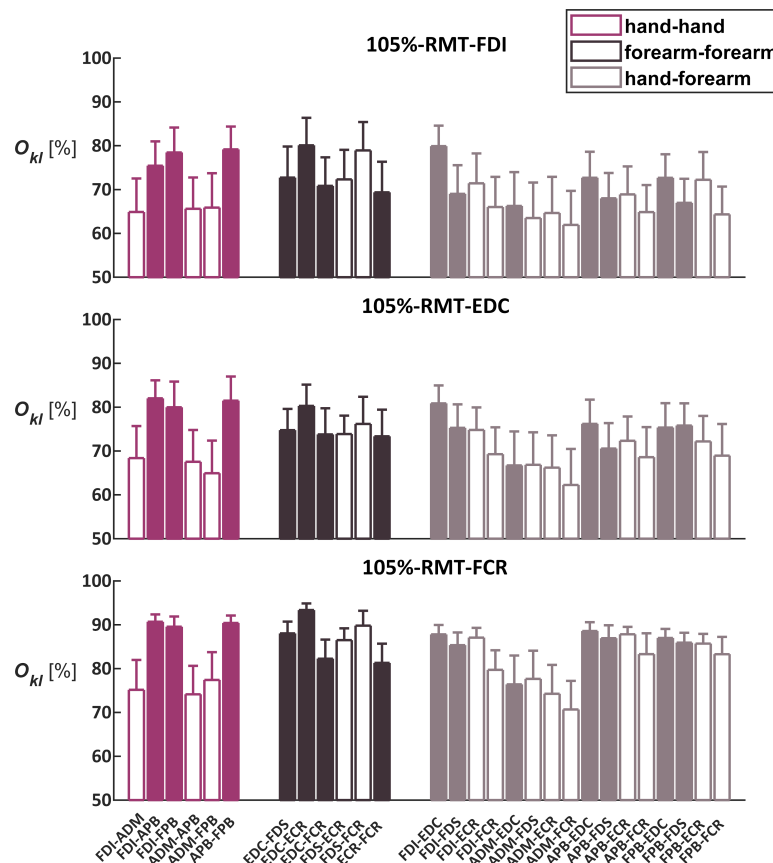 hand-hand
105%-RMT-FDI
forearm-forearm
hand-forearm
100
90
O_kl [%]
80
70
60
50
105%-RMT-EDC
100
90
O_kl [%]
80
70
60
50
105%-RMT-FCR
100
90
O_kl [%]
80
70
60
50
FDI-ADM
FDI-APB
FDI-FPB
ADM-APB
ADM-FPB
APB-FPB
EDC-FDS
EDC-ECR
EDC-FCR
FDS-ECR
FDS-FCR
ECR-FCR
FDI-EDC
FDI-FDS
FDI-ECR
FDI-FCR
ADM-EDC
ADM-FDS
ADM-ECR
ADM-FCR
APB-EDC
APB-FDS
APB-ECR
APB-FCR
FPB-EDC
FPB-FDS
FPB-ECR
FPB-FCR